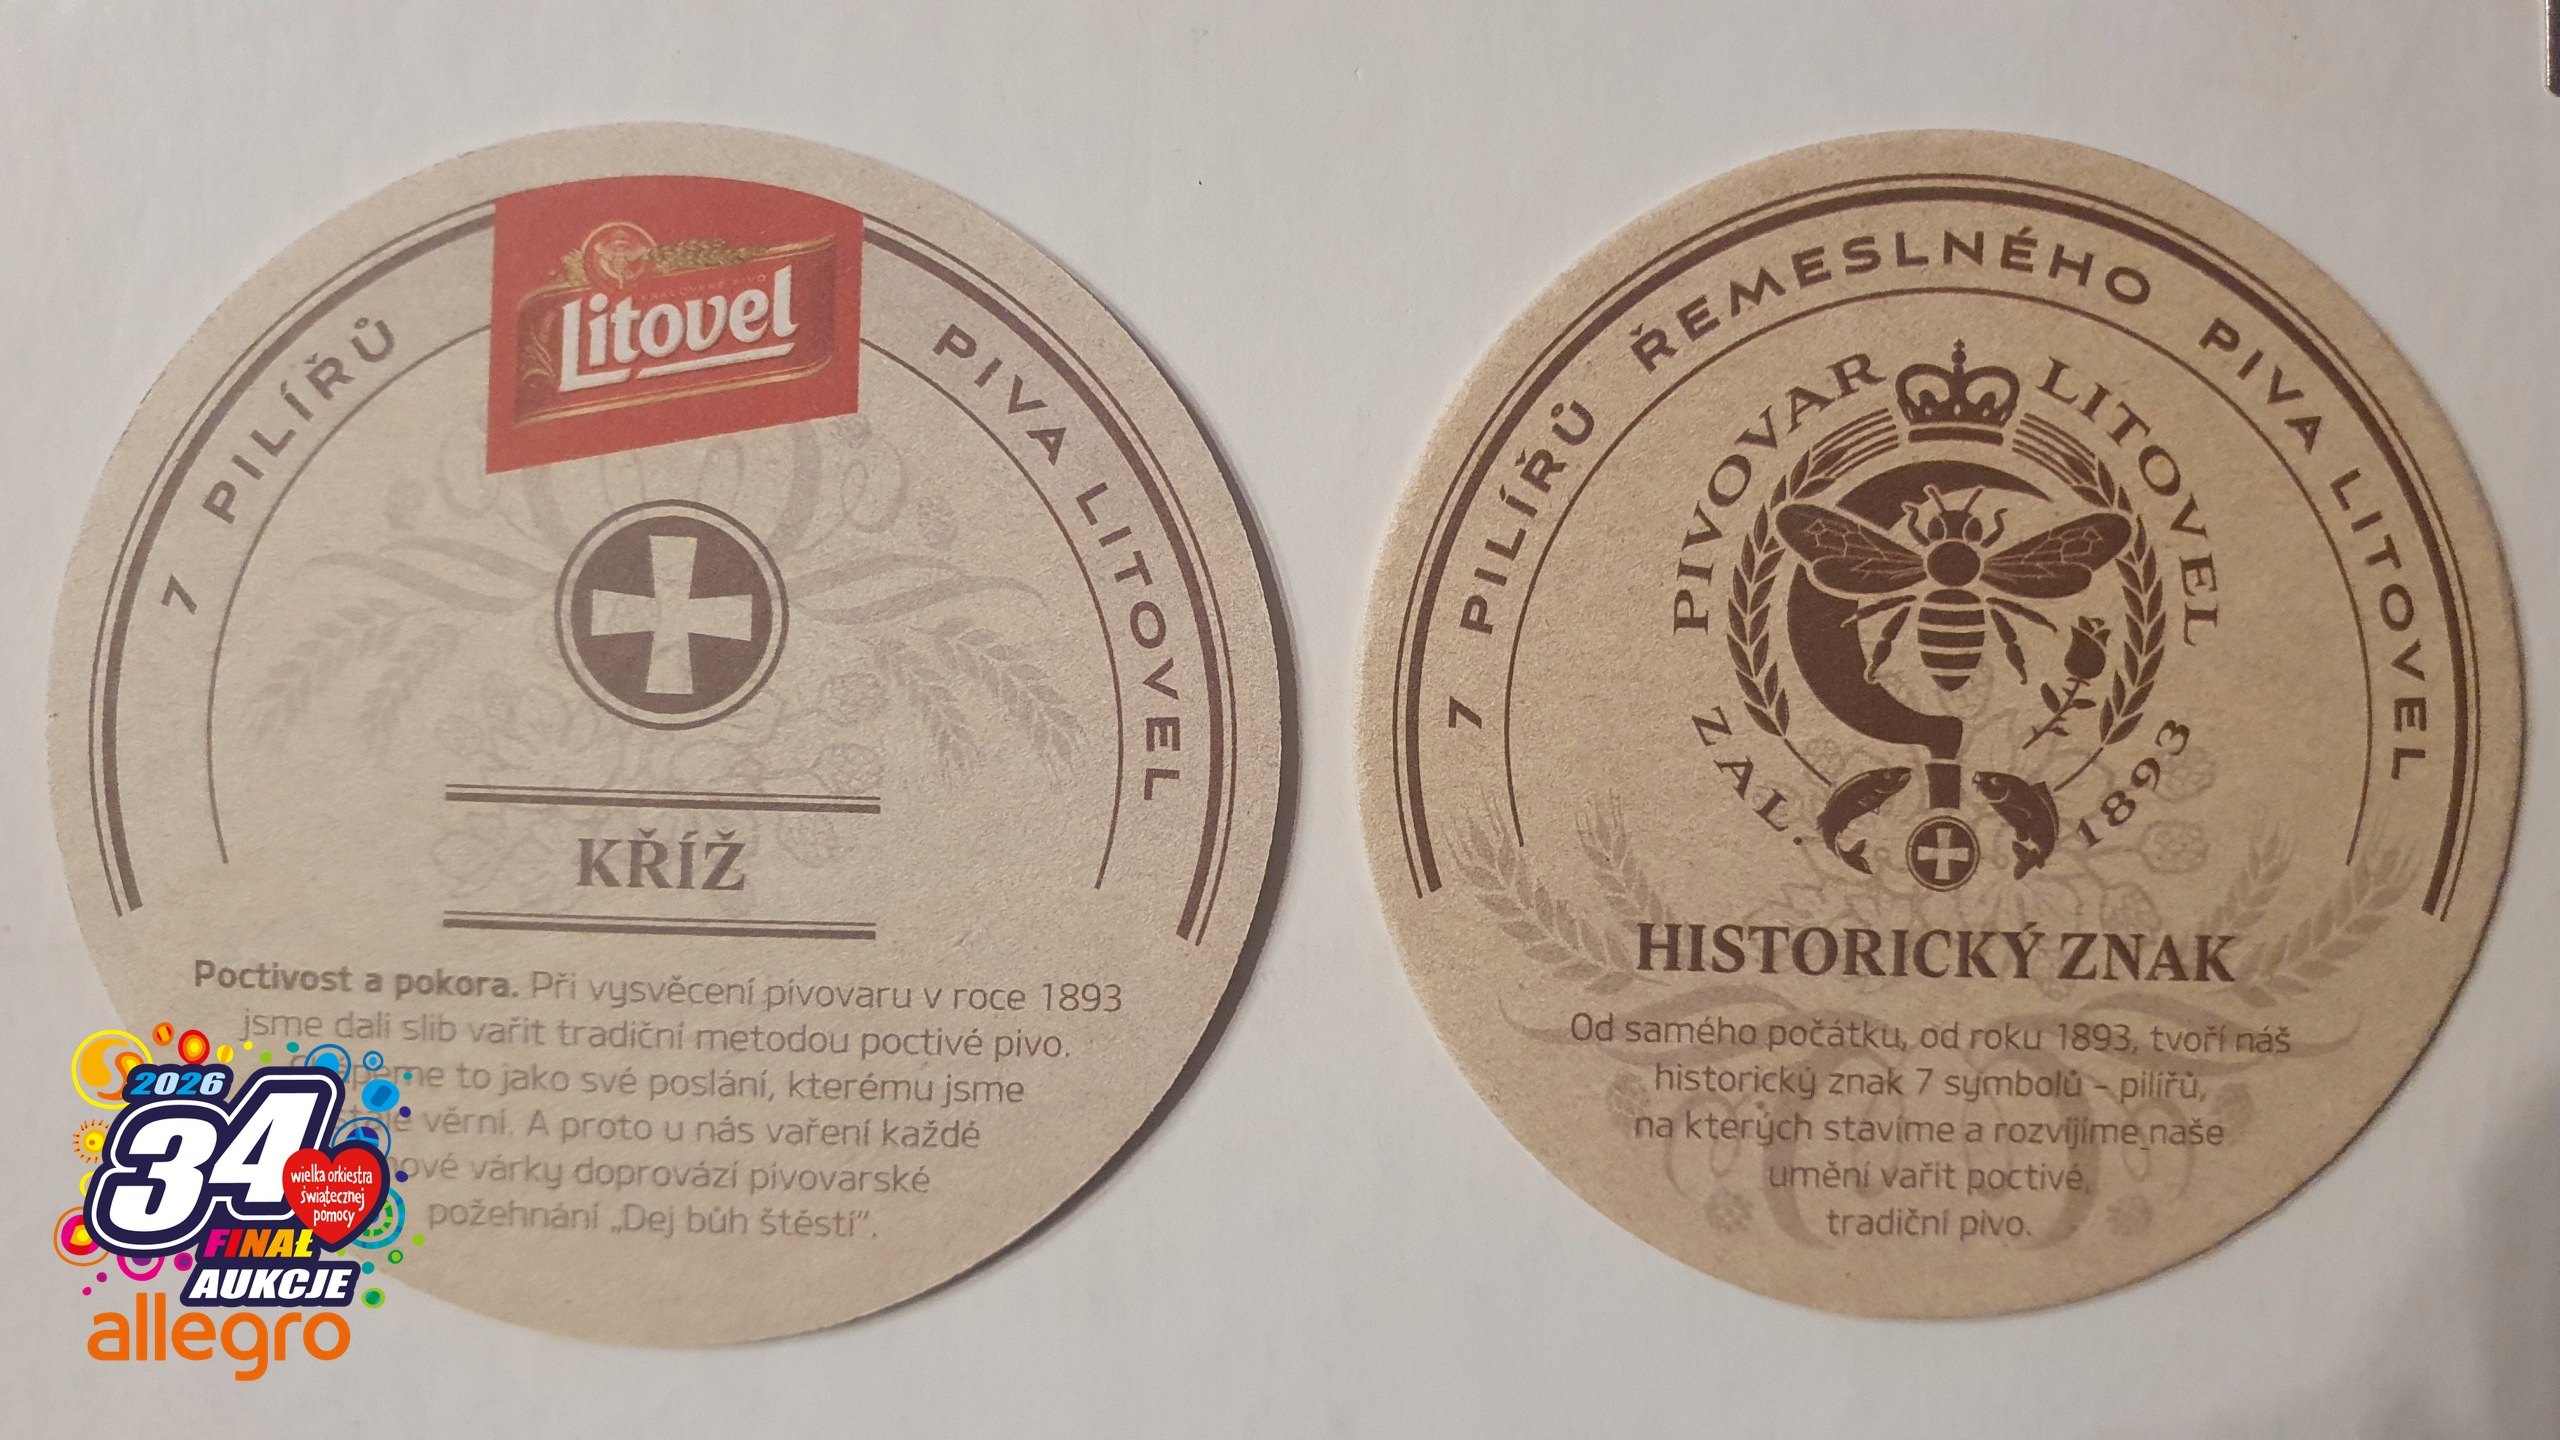 7 PILÍŘŮ
Litovel
PIVA LITOVEL
KŘÍŽ
Poctivost a pokora. Při vysvěcení pivovaru v roce 1893
jsme dali slib vařit tradiční metodou poctivé pivo.
to jako své poslání, kterému jsme
věrní. A proto u nás vaření každé
nové várky doprovází pivovarské
požehnání „Dej bůh štěstí”.
7 PILÍŘŮ ŘEMESLNÉHO PIVA LITOVEL
PIVOVAR LITOVEL
ZAL. 1893
HISTORICKÝ ZNAK
Od samého počátku, od roku 1893, tvoří náš
historický znak 7 symbolů – pilířů,
na kterých stavíme a rozvíjíme naše
umění vařit poctivé,
tradiční pivo.
2026
34
wielka orkiestra
świątecznej
pomocy
FINAŁ
AUKCJE
allegro